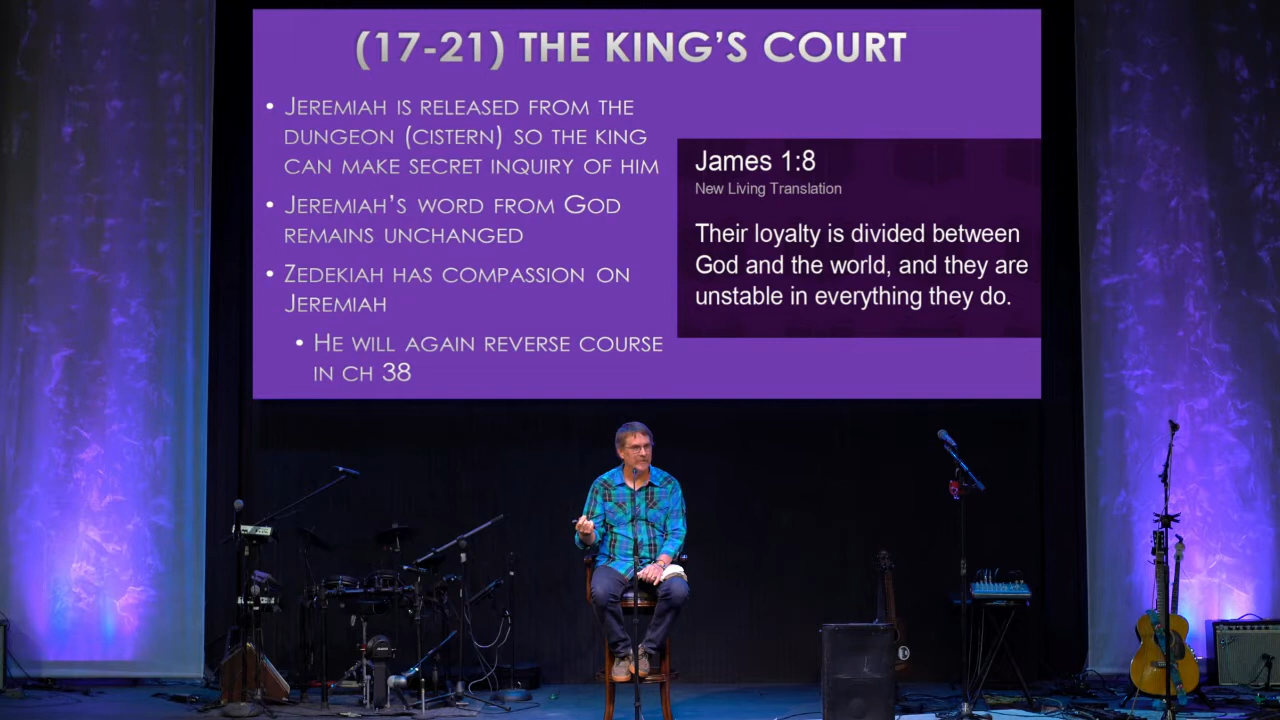 (17-21) THE KING'S COURT
• JEREMIAH IS RELEASED FROM THE
DUNGEON (CISTERN) SO THE KING
CAN MAKE SECRET INQUIRY OF HIM
• JEREMIAH'S WORD FROM GOD
REMAINS UNCHANGED
• ZEDEKIAH HAS COMPASSION ON
JEREMIAH
• HE WILL AGAIN REVERSE COURSE
IN CH 38
James 1:8
New Living Translation
Their loyalty is divided between
God and the world, and they are
unstable in everything they do.